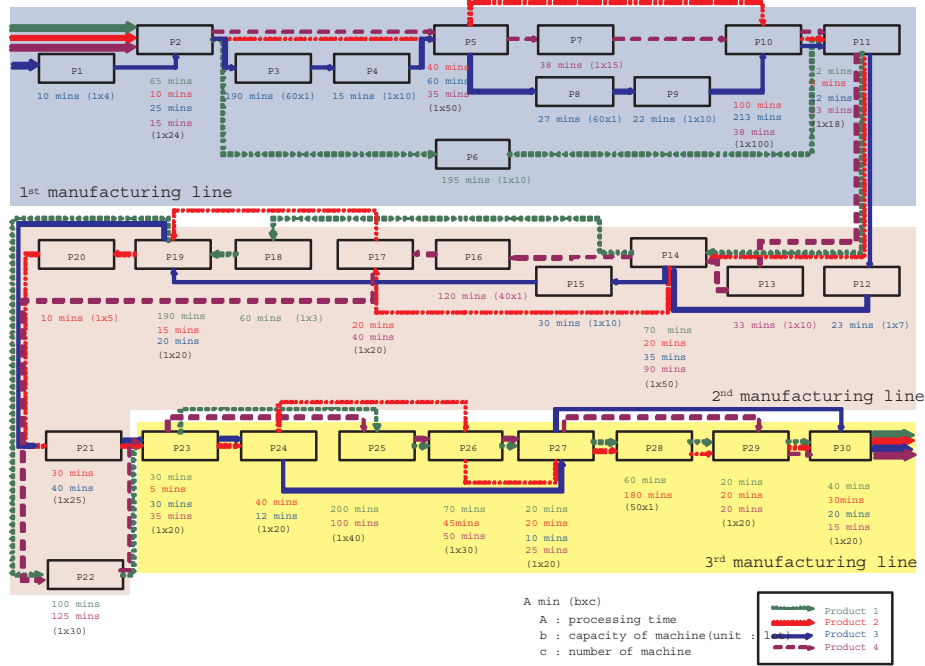 P2
P5
P7
P10
P11
P1
P3
P4
38 mins (1x15)
40 mins
60 mins
35 mins
(1x50)
10 mins (1x4)
65 mins
10 mins
25 mins
15 mins
(1x24)
190 mins (60x1)
15 mins (1x10)
P8
P9
27 mins (60x1)
22 mins (1x10)
100 mins
213 mins
38 mins
(1x100)
2 mins
mins
2 mins
3 mins
(1x18)
P6
195 mins (1x10)
1st manufacturing line
P20
P19
P18
P17
P16
P14
P15
P13
P12
10 mins (1x5)
190 mins
15 mins
20 mins
(1x20)
60 mins (1x3)
20 mins
40 mins
(1x20)
120 mins (40x1)
30 mins (1x10)
70 mins
20 mins
35 mins
90 mins
(1x50)
33 mins (1x10)
23 mins (1x7)
2nd manufacturing line
P21
P23
P24
P25
P26
P27
P28
P29
P30
30 mins
40 mins
(1x25)
30 mins
5 mins
30 mins
35 mins
(1x20)
40 mins
12 mins
(1x20)
200 mins
100 mins
(1x40)
70 mins
45mins
50 mins
(1x30)
20 mins
20 mins
10 mins
25 mins
(1x20)
60 mins
180 mins
(50x1)
20 mins
20 mins
20 mins
(1x20)
40 mins
30mins
20 mins
15 mins
(1x20)
3rd manufacturing line
P22
100 mins
125 mins
(1x30)
A min (bxc)
A : processing time
b : capacity of machine(unit : lot)
c : number of machine
Product 1
Product 2
Product 3
Product 4